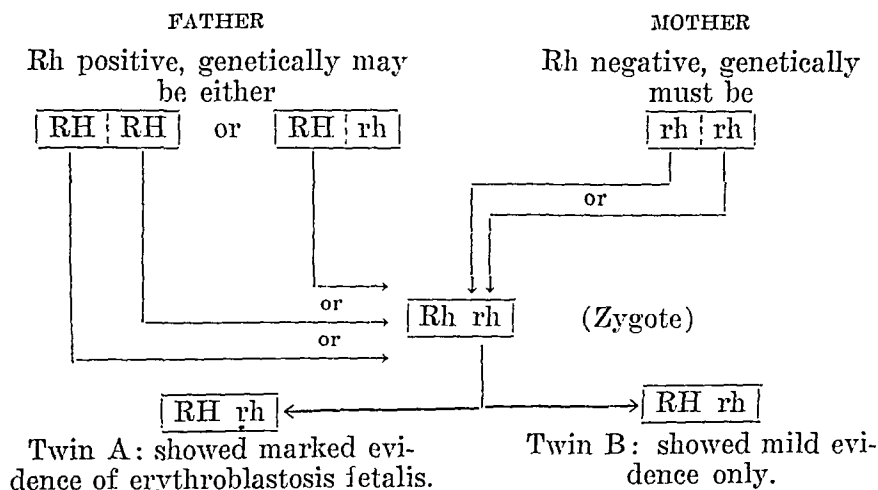 FATHER
MOTHER
Rh positive, genetically may
be either
Rh negative, genetically
must be
RH RH or RH rh
rh rh
or
or
or
Rh rh (Zygote)
RH rh
RH rh
Twin A: showed marked evi-
dence of erythroblastosis fetalis.
Twin B: showed mild evi-
dence only.